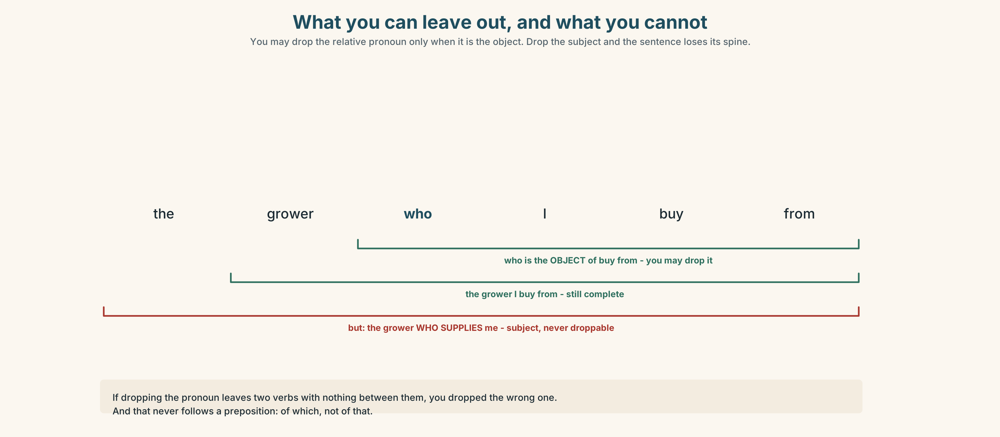 What you can leave out, and what you cannot
You may drop the relative pronoun only when it is the object. Drop the subject and the sentence loses its spine.
the grower who I buy from
who is the OBJECT of buy from - you may drop it
the grower I buy from - still complete
but: the grower WHO SUPPLIES me - subject, never droppable
If dropping the pronoun leaves two verbs with nothing between them, you dropped the wrong one.
And that never follows a preposition: of which, not of that.